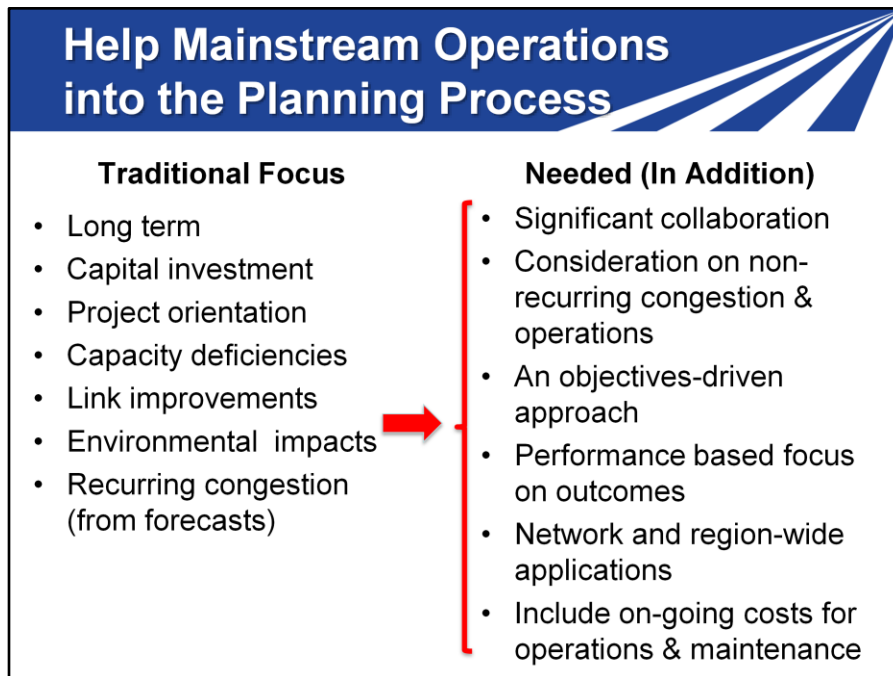 Help Mainstream Operations
into the Planning Process
Traditional Focus
• Long term
• Capital investment
• Project orientation
• Capacity deficiencies
• Link improvements
• Environmental impacts
• Recurring congestion
(from forecasts)
Needed (In Addition)
• Significant collaboration
• Consideration on non-
recurring congestion &
operations
• An objectives-driven
approach
• Performance based focus
on outcomes
• Network and region-wide
applications
• Include on-going costs for
operations & maintenance